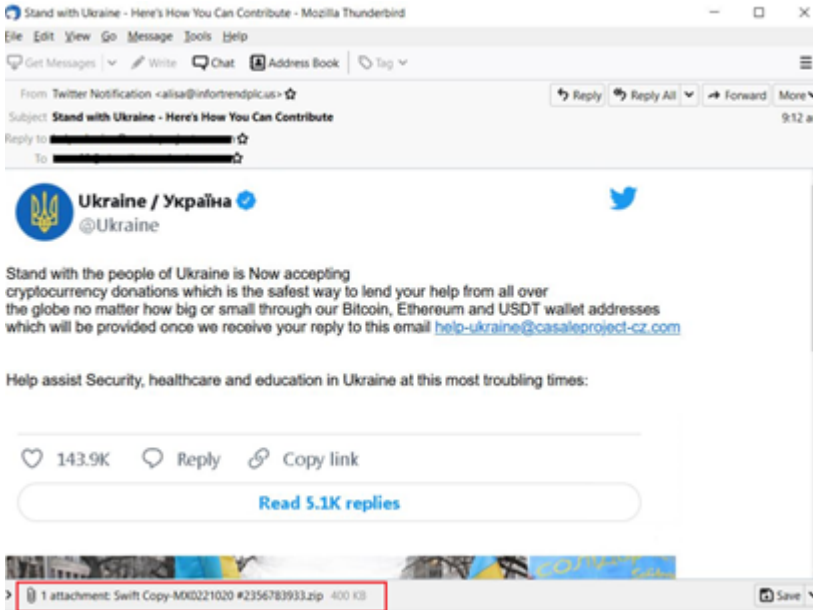 Stand with Ukraine - Here's How You Can Contribute - Mozilla Thunderbird
File Edit View Go Message Tools Help
Get Messages Write Chat Address Book Tag
From Twitter Notification <alisa@infortrendplc.us> Reply Reply All Forward More
Subject Stand with Ukraine - Here's How You Can Contribute 9:12 a
Reply to
To
Ukraine / Україна
@Ukraine
Stand with the people of Ukraine is Now accepting
cryptocurrency donations which is the safest way to lend your help from all over
the globe no matter how big or small through our Bitcoin, Ethereum and USDT wallet addresses
which will be provided once we receive your reply to this email help-ukraine@casaleproject-cz.com
Help assist Security, healthcare and education in Ukraine at this most troubling times:
143.9K Reply Copy link
Read 5.1K replies
1 attachment: Swift Copy-MX0221020 #2356783933.zip 400 KB Save